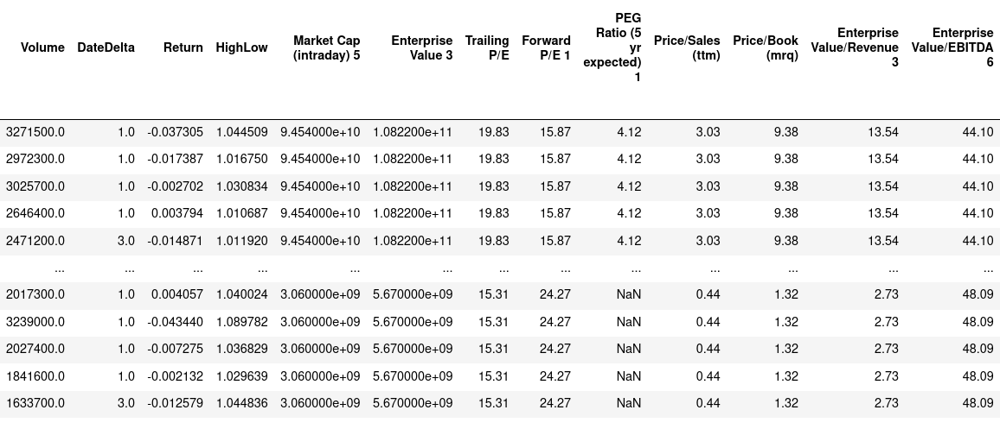 Volume DateDelta Return HighLow Market Cap (intraday) 5 Enterprise Value 3 Trailing P/E Forward P/E 1 PEG Ratio (5 yr expected) 1 Price/Sales (ttm) Price/Book (mrq) Enterprise Value/Revenue 3 Enterprise Value/EBITDA 6
3271500.0 1.0 -0.037305 1.044509 9.454000e+10 1.082200e+11 19.83 15.87 4.12 3.03 9.38 13.54 44.10
2972300.0 1.0 -0.017387 1.016750 9.454000e+10 1.082200e+11 19.83 15.87 4.12 3.03 9.38 13.54 44.10
3025700.0 1.0 -0.002702 1.030834 9.454000e+10 1.082200e+11 19.83 15.87 4.12 3.03 9.38 13.54 44.10
2646400.0 1.0 0.003794 1.010687 9.454000e+10 1.082200e+11 19.83 15.87 4.12 3.03 9.38 13.54 44.10
2471200.0 3.0 -0.014871 1.011920 9.454000e+10 1.082200e+11 19.83 15.87 4.12 3.03 9.38 13.54 44.10
... ... ... ... ... ... ... ... ... ... ... ... ...
2017300.0 1.0 0.004057 1.040024 3.060000e+09 5.670000e+09 15.31 24.27 NaN 0.44 1.32 2.73 48.09
3239000.0 1.0 -0.043440 1.089782 3.060000e+09 5.670000e+09 15.31 24.27 NaN 0.44 1.32 2.73 48.09
2027400.0 1.0 -0.007275 1.036829 3.060000e+09 5.670000e+09 15.31 24.27 NaN 0.44 1.32 2.73 48.09
1841600.0 1.0 -0.002132 1.029639 3.060000e+09 5.670000e+09 15.31 24.27 NaN 0.44 1.32 2.73 48.09
1633700.0 3.0 -0.012579 1.044836 3.060000e+09 5.670000e+09 15.31 24.27 NaN 0.44 1.32 2.73 48.09